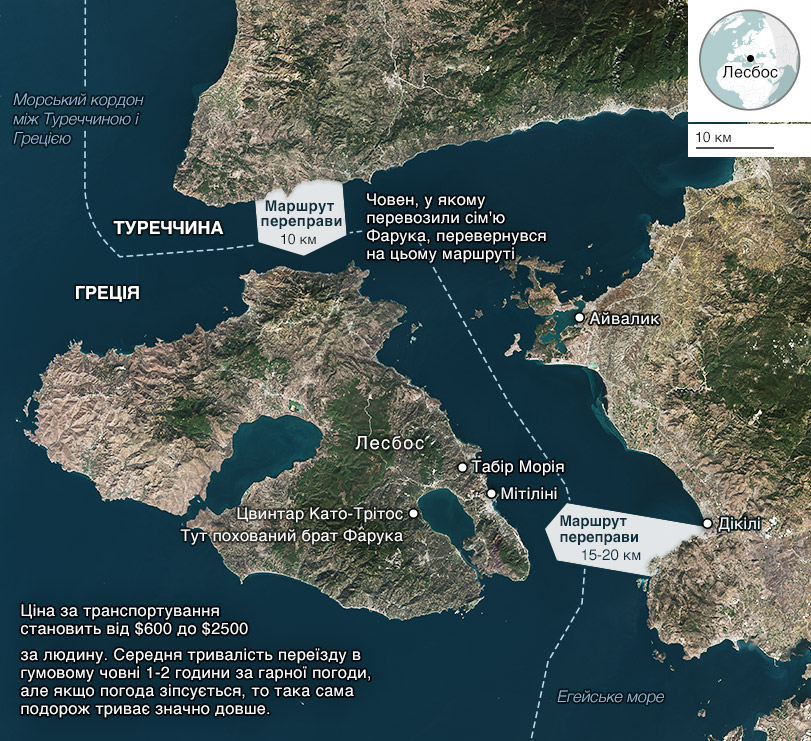 Лесбос
10 км
Морський кордон
між Туреччиною і
Грецією
Маршрут
переправи
10 км
Човен, у якому
перевозили сім'ю
Фарука, перевернувся
на цьому маршруті
ТУРЕЧЧИНА
ГРЕЦІЯ
Айвалик
Лесбос
Табір Морія
Мітіліні
Цвинтар Като-Трітос
Тут похований брат Фарука
Маршрут
переправи
15-20 км
Дікілі
Ціна за транспортування
становить від $600 до $2500
за людину. Середня тривалість переїзду в
гумовому човні 1-2 години за гарної погоди,
але якщо погода зіпсується, то така сама
подорож триває значно довше.
Егейське море